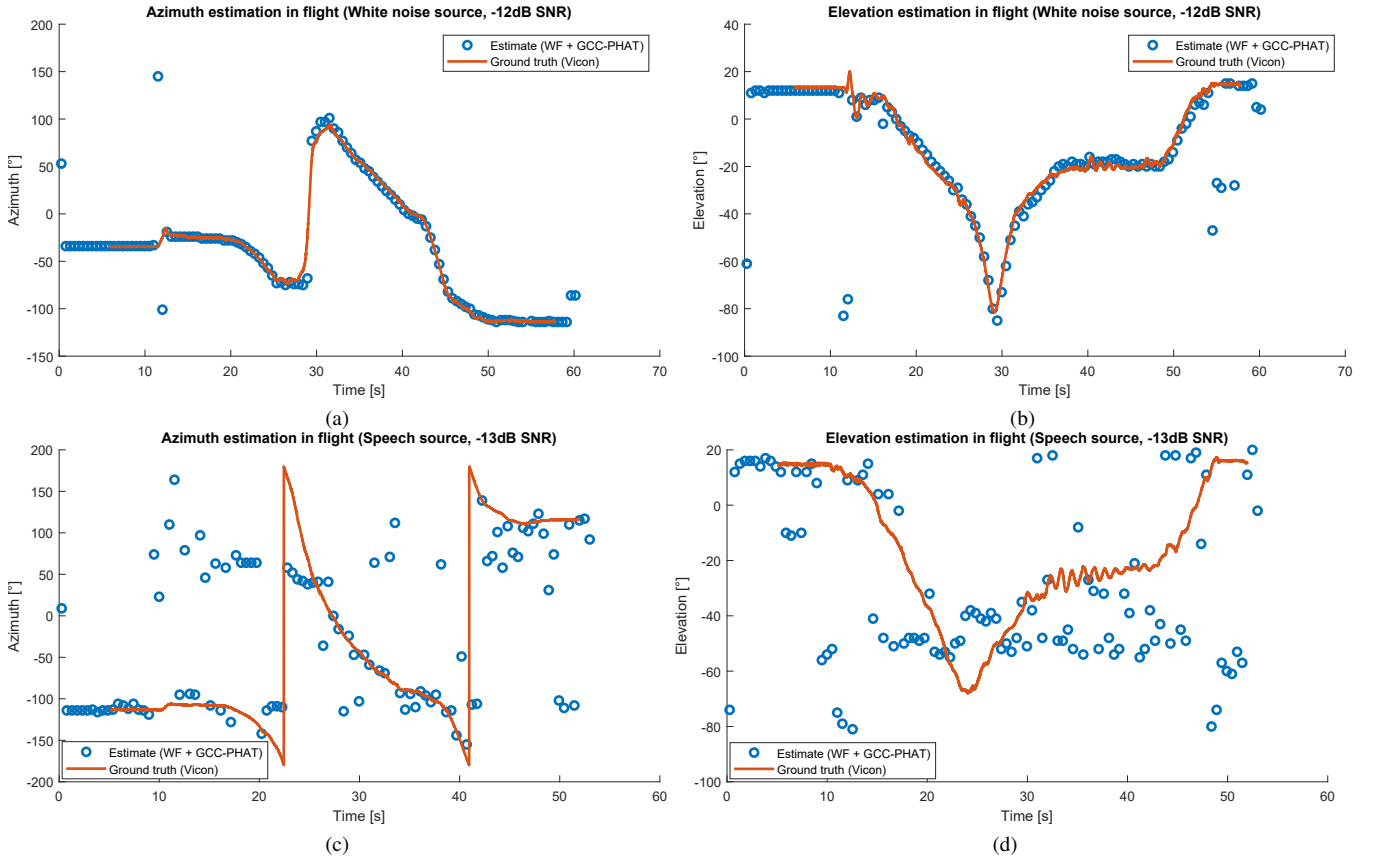 Azimuth estimation in flight (White noise source, -12dB SNR)
200
150
100
50
0
-50
-100
-150
Azimuth [°]
Estimate (WF + GCC-PHAT)
Ground truth (Vicon)
0 10 20 30 40 50 60 70
Time [s]
(a)
Elevation estimation in flight (White noise source, -12dB SNR)
40
20
0
-20
-40
-60
-80
-100
Elevation [°]
Estimate (WF + GCC-PHAT)
Ground truth (Vicon)
0 10 20 30 40 50 60 70
Time [s]
(b)
Azimuth estimation in flight (Speech source, -13dB SNR)
200
150
100
50
0
-50
-100
-150
-200
Azimuth [°]
Estimate (WF + GCC-PHAT)
Ground truth (Vicon)
0 10 20 30 40 50 60
Time [s]
(c)
Elevation estimation in flight (Speech source, -13dB SNR)
20
0
-20
-40
-60
-80
-100
Elevation [°]
Estimate (WF + GCC-PHAT)
Ground truth (Vicon)
0 10 20 30 40 50 60
Time [s]
(d)